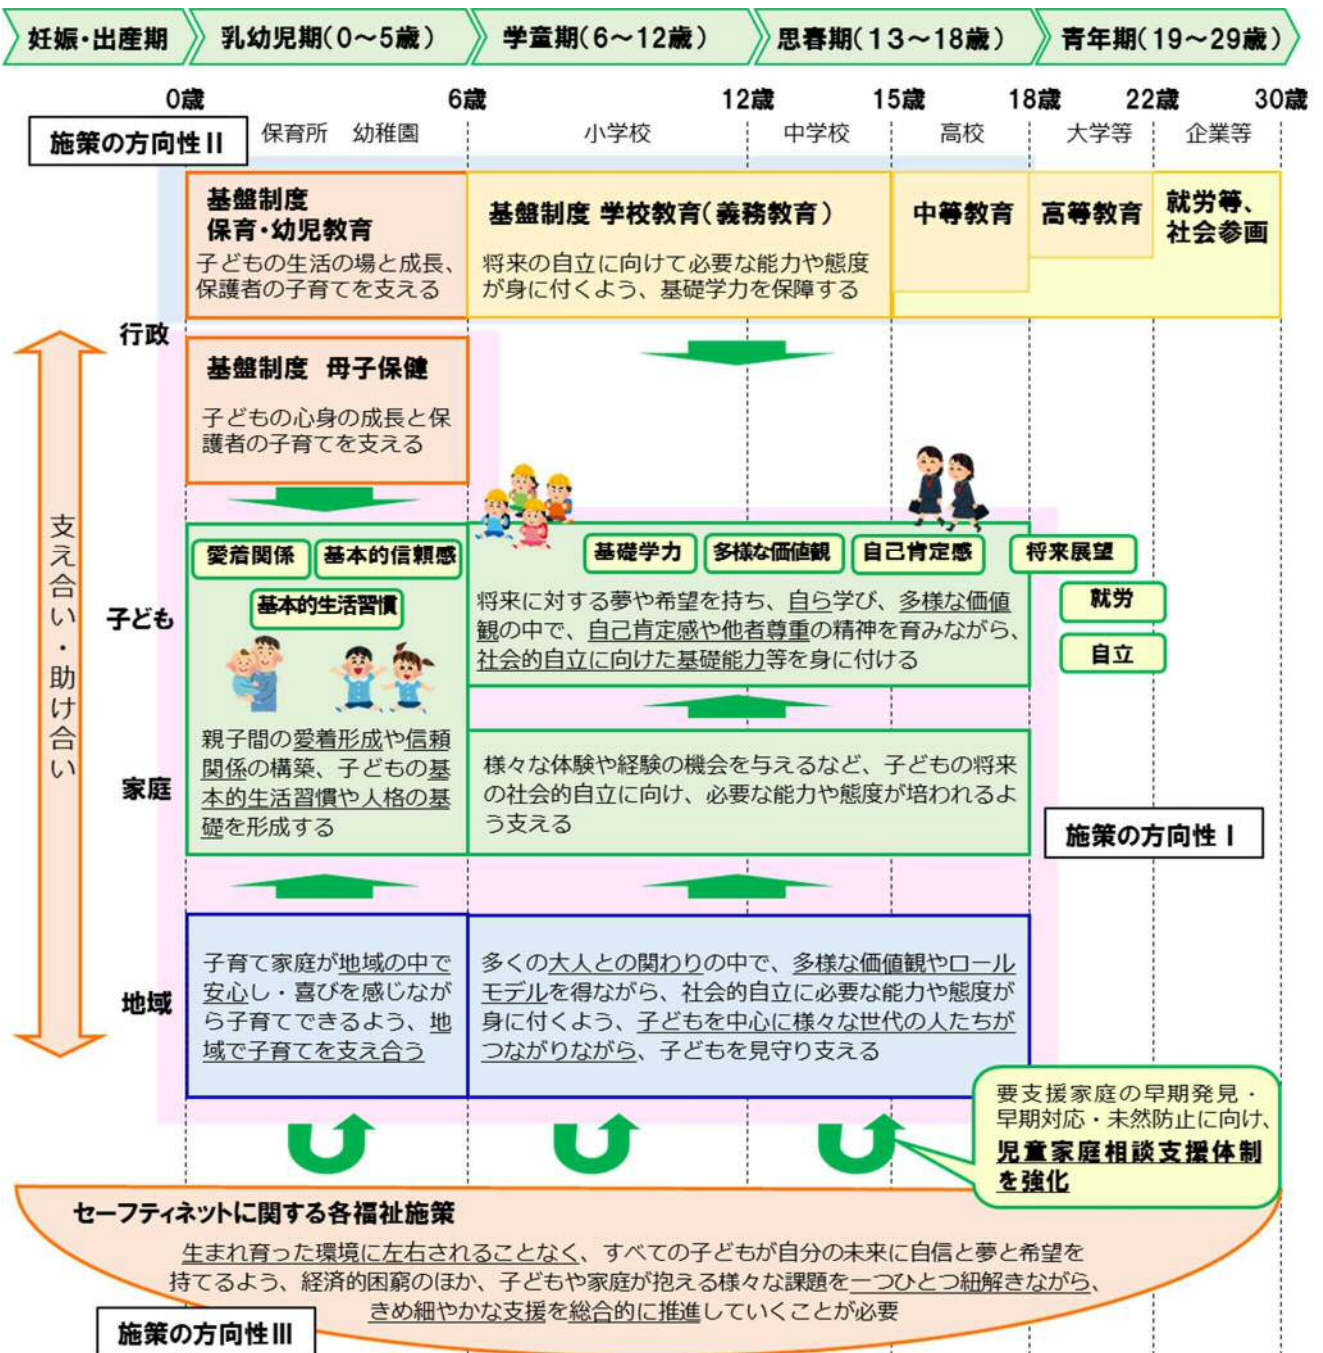 妊娠・出産期
乳幼児期(0～5歳)
学童期(6～12歳)
思春期(13～18歳)
青年期(19～29歳)
0歳
6歳
12歳
15歳
18歳
22歳
30歳
施策の方向性Ⅱ
保育所
幼稚園
小学校
中学校
高校
大学等
企業等
基盤制度
保育・幼児教育
子どもの生活の場と成長、
保護者の子育てを支える
基盤制度 学校教育(義務教育)
将来の自立に向けて必要な能力や態度
が身に付くよう、基礎学力を保障する
中等教育
高等教育
就労等、
社会参画
行政
基盤制度 母子保健
子どもの心身の成長と保
護者の子育てを支える
支え合い・助け合い
子ども
愛着関係
基本的信頼感
基本的生活習慣
基礎学力
多様な価値観
自己肯定感
将来展望
就労
自立
将来に対する夢や希望を持ち、自ら学び、多様な価値
観の中で、自己肯定感や他者尊重の精神を育みながら、
社会的自立に向けた基礎能力等を身に付ける
家庭
親子間の愛着形成や信頼
関係の構築、子どもの基
本的生活習慣や人格の基
礎を形成する
様々な体験や経験の機会を与えるなど、子どもの将来
の社会的自立に向け、必要な能力や態度が培われるよ
う支える
施策の方向性Ⅰ
地域
子育て家庭が地域の中で
安心し・喜びを感じなが
ら子育てできるよう、地
域で子育てを支え合う
多くの大人との関わりの中で、多様な価値観やロール
モデルを得ながら、社会的自立に必要な能力や態度が
身に付くよう、子どもを中心に様々な世代の人たちが
つながりながら、子どもを見守り支える
要支援家庭の早期発見・
早期対応・未然防止に向け、
児童家庭相談支援体制
を強化
セーフティネットに関する各福祉施策
生まれ育った環境に左右されることなく、すべての子どもが自分の未来に自信と夢と希望を
持てるよう、経済的困窮のほか、子どもや家庭が抱える様々な課題を一つひとつ紐解きながら、
きめ細やかな支援を総合的に推進していくことが必要
施策の方向性Ⅲ